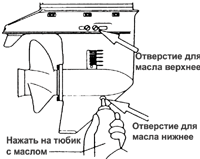 Отверстие для
масла верхнее
Отверстие для
масла нижнее
Нажать на тюбик
с маслом